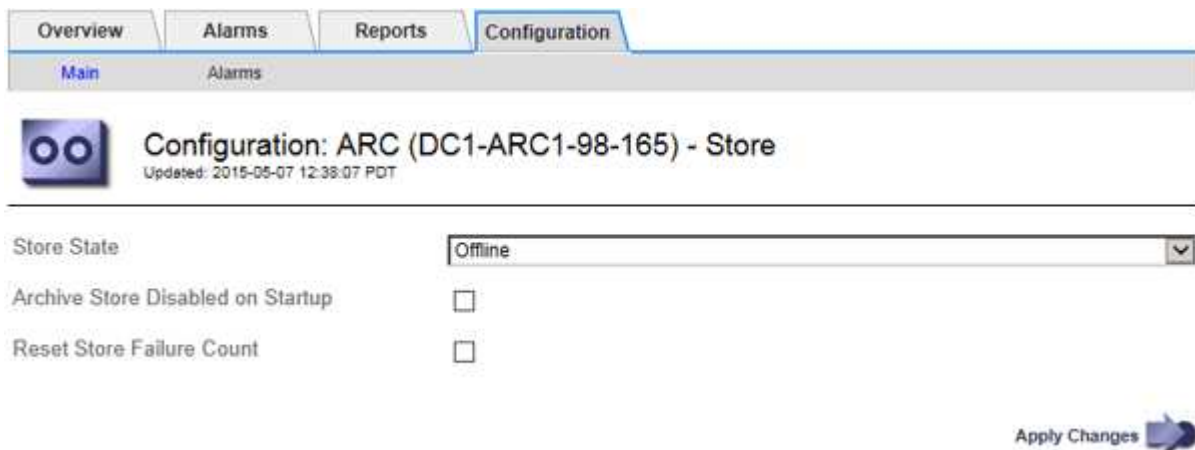 Overview Alarms Reports Configuration
Main Alarms
Configuration: ARC (DC1-ARC1-98-165) - Store
Updated: 2015-05-07 12:38:07 PDT
Store State Offline
Archive Store Disabled on Startup
Reset Store Failure Count
Apply Changes